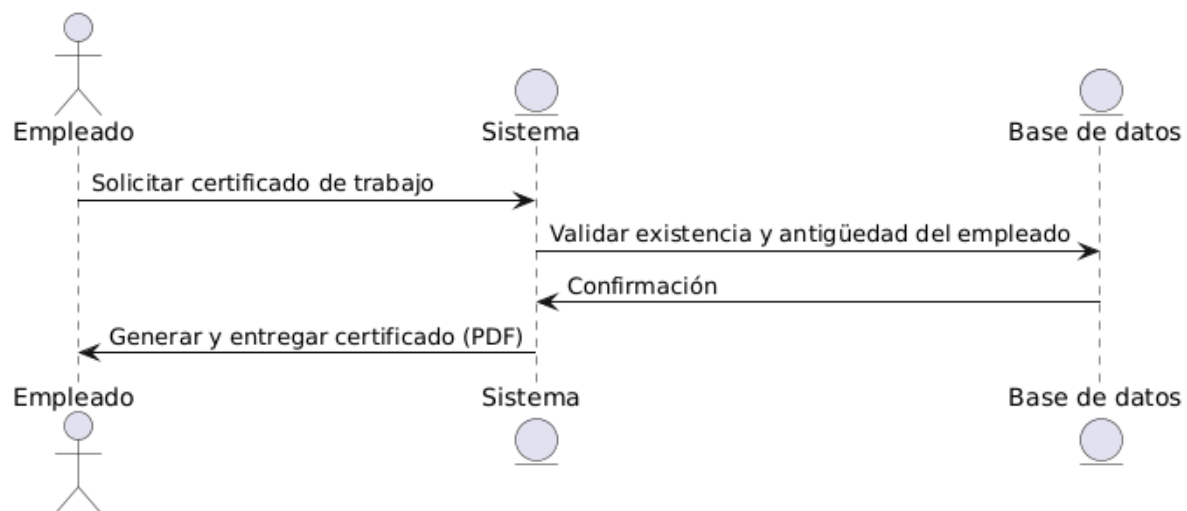 Empleado
Sistema
Base de datos
Solicitar certificado de trabajo
Validar existencia y antigüedad del empleado
Confirmación
Generar y entregar certificado (PDF)
Empleado
Sistema
Base de datos